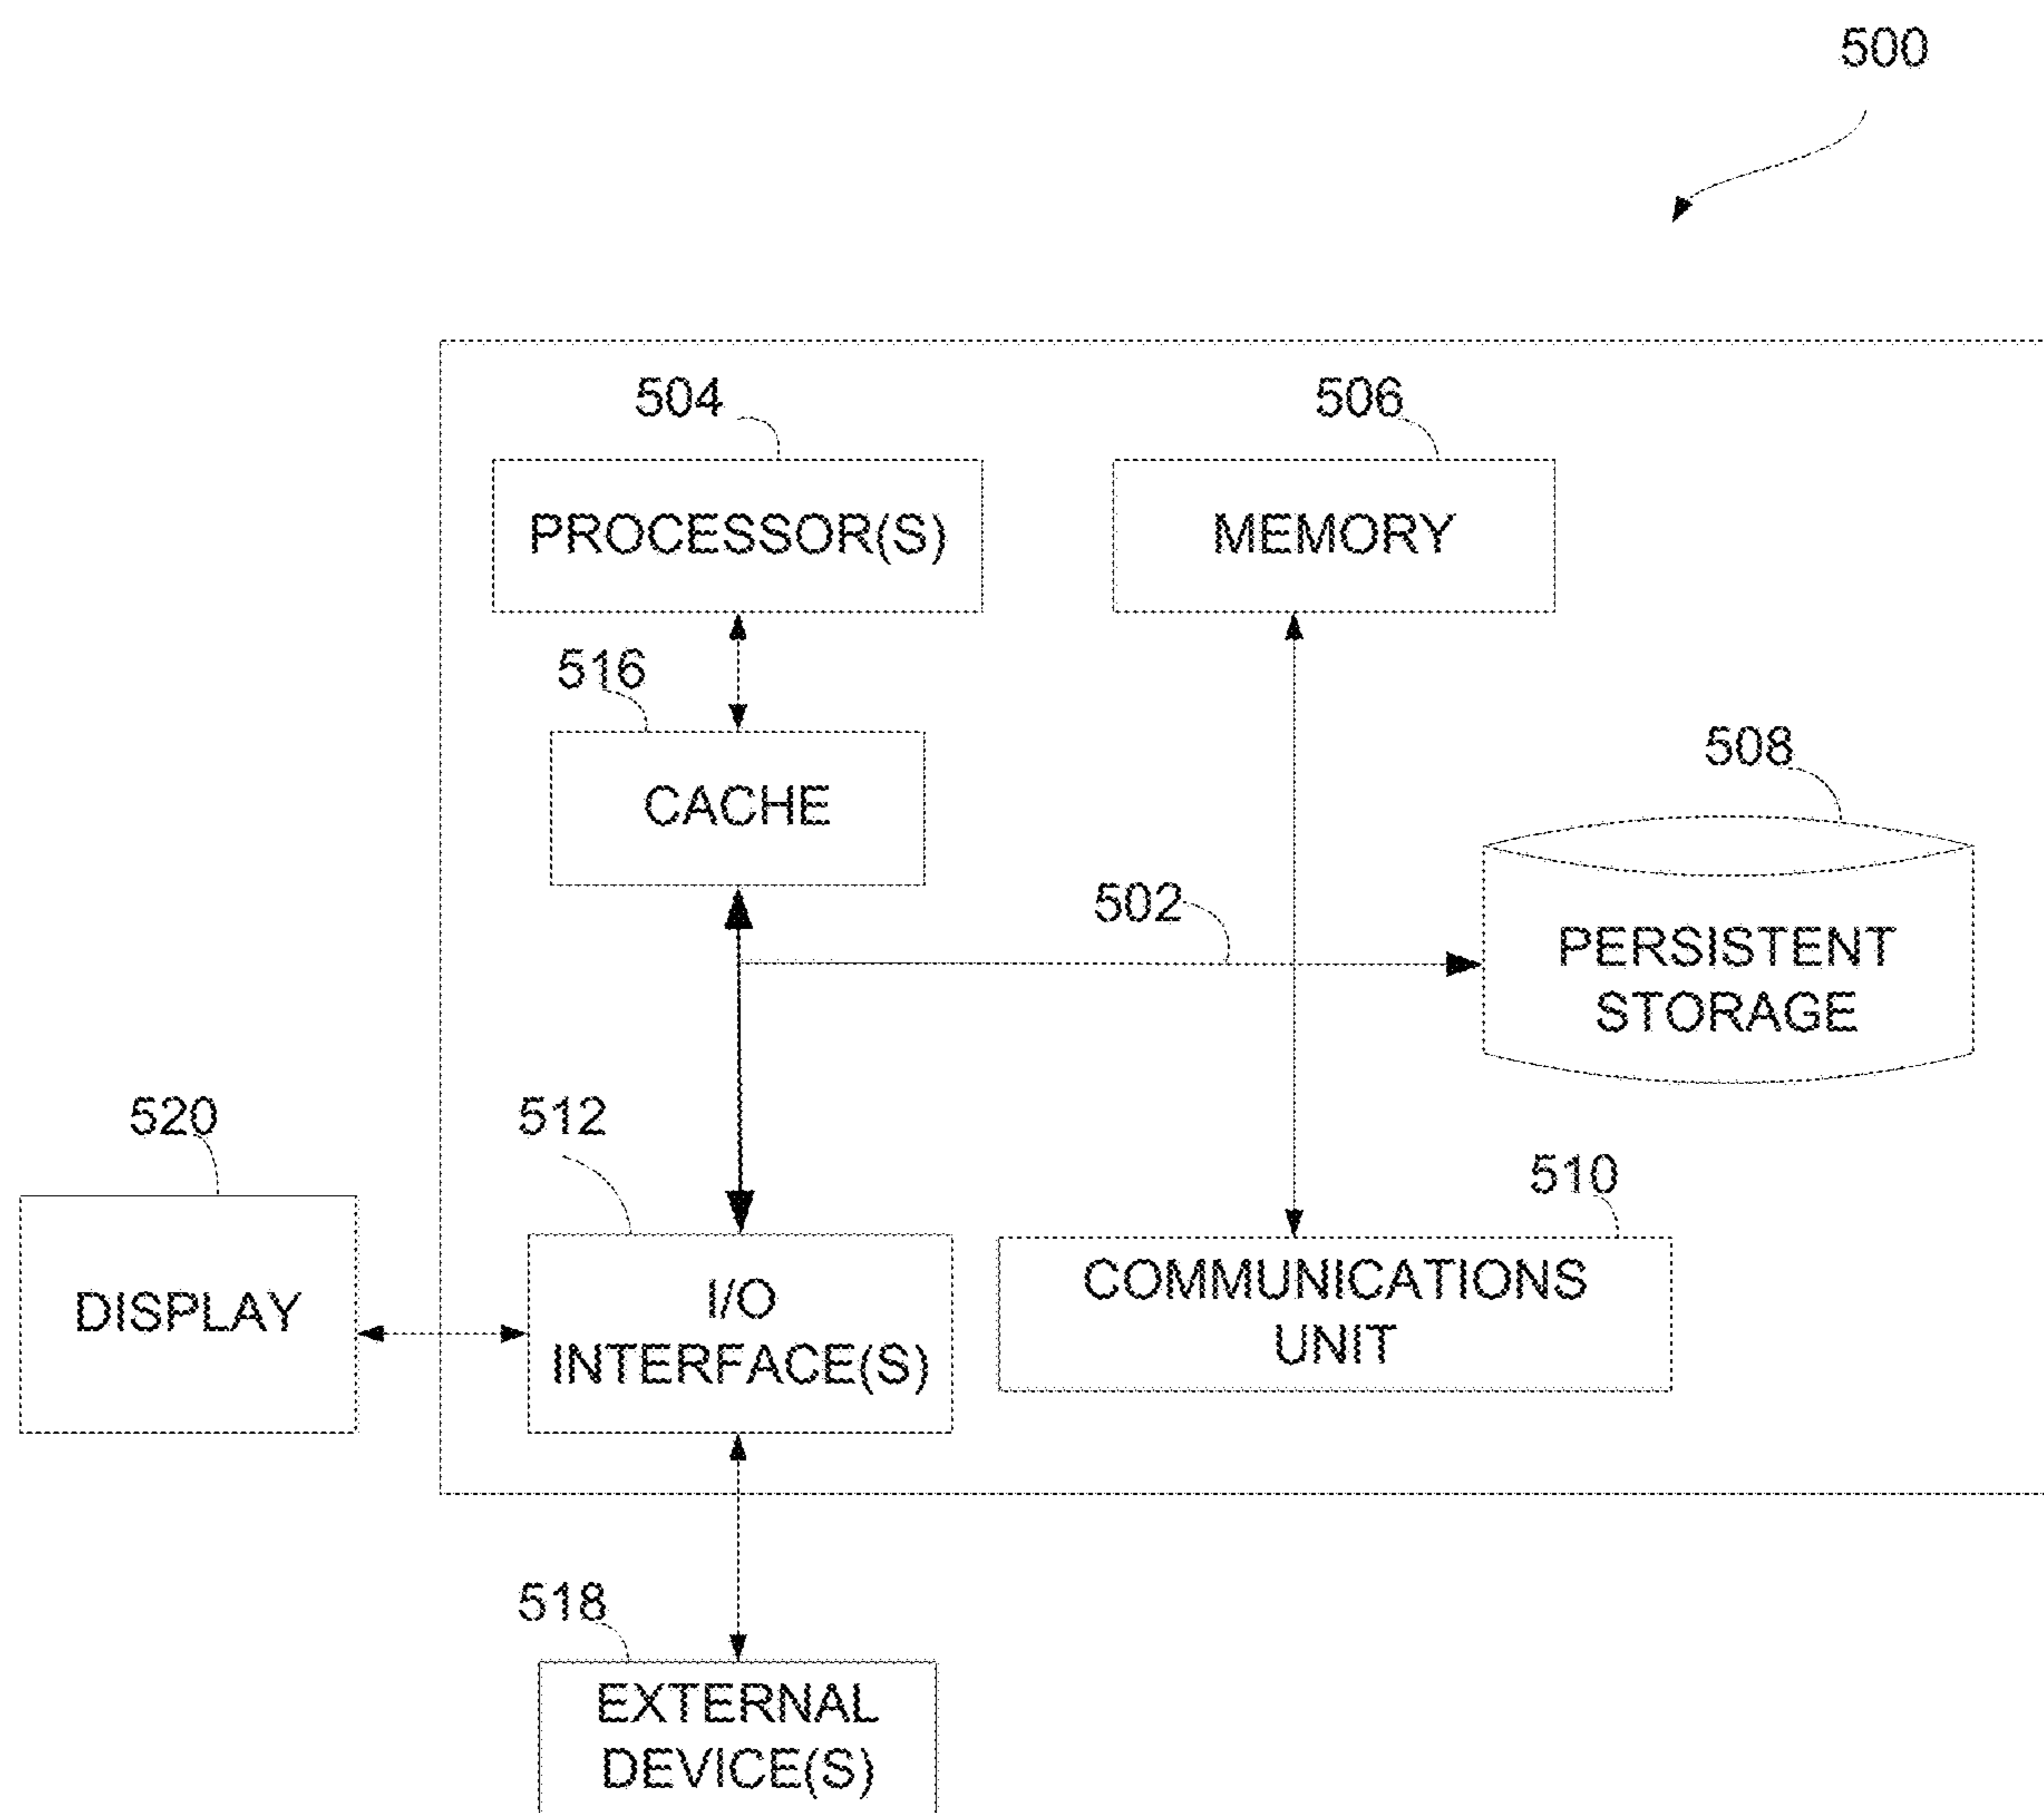 500
504
506
PROCESSOR(S)
MEMORY
516
CACHE
508
502
PERSISTENT
STORAGE
520
512
510
DISPLAY
I/O
INTERFACE(S)
COMMUNICATIONS
UNIT
518
EXTERNAL
DEVICE(S)